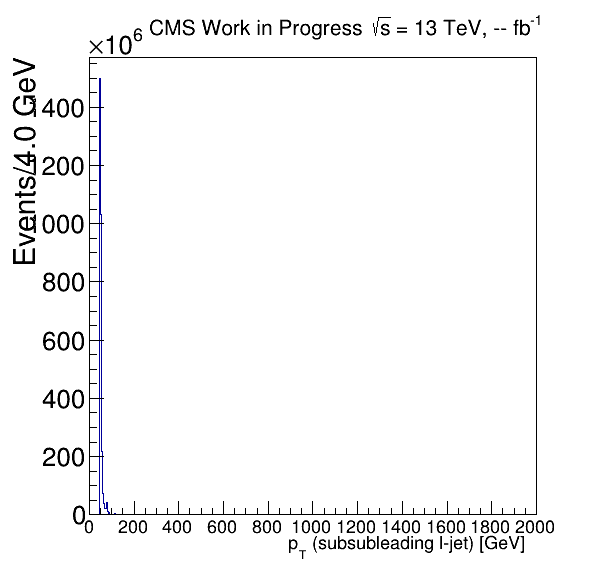 ×10⁶ CMS Work in Progress √s = 13 TeV, -- fb⁻¹
Events/4.0 GeV
1400
1200
1000
800
600
400
200
0
0 200 400 600 800 1000 1200 1400 1600 1800 2000
p_T (subsubleading l-jet) [GeV]